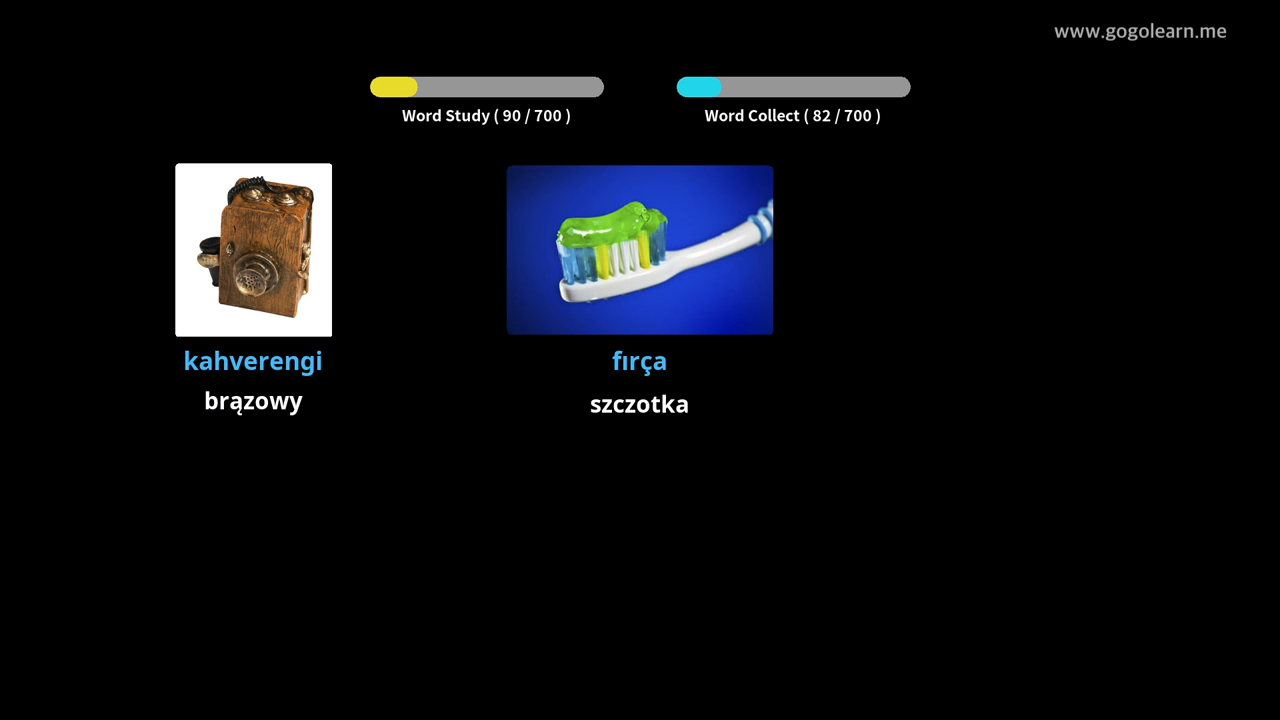 www.gogolearn.me
Word Study ( 90 / 700 )
Word Collect ( 82 / 700 )
kahverengi
brązowy
fırça
szczotka